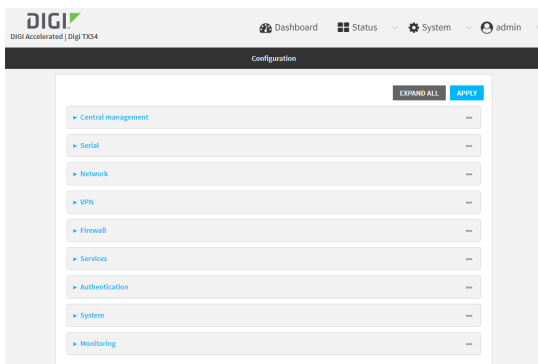 DIGI
DIGI Accelerated | Digi TX54
Dashboard Status System admin
Configuration
EXPAND ALL APPLY
Central management
Serial
Network
VPN
Firewall
Services
Authentication
System
Monitoring